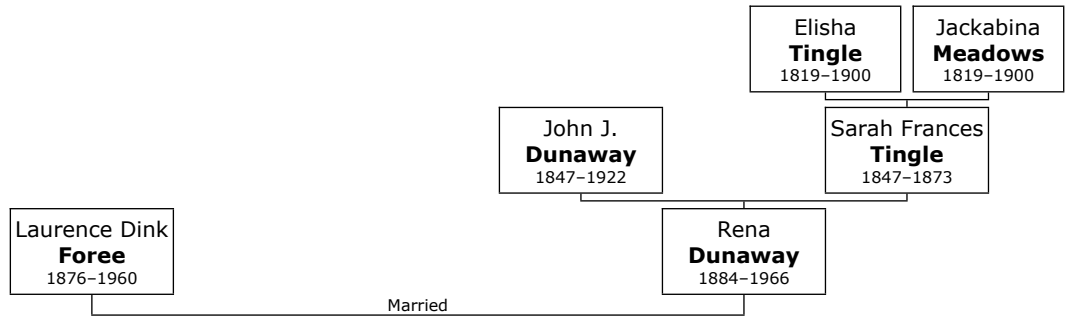 Elisha
Tingle
1819–1900
Jackabina
Meadows
1819–1900
John J.
Dunaway
1847–1922
Sarah Frances
Tingle
1847–1873
Laurence Dink
Foree
1876–1960
Rena
Dunaway
1884–1966
Married